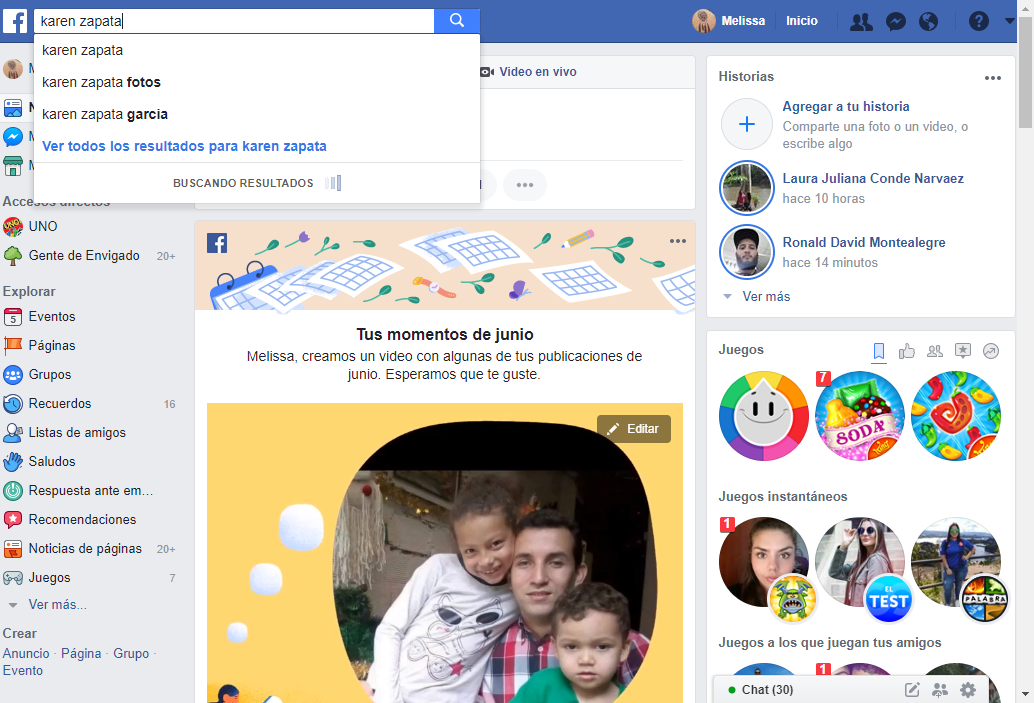 karen zapata
Melissa
Inicio
karen zapata
karen zapata fotos
karen zapata garcia
Ver todos los resultados para karen zapata
BUSCANDO RESULTADOS
Video en vivo
M
N
M
M
Accesos directos
UNO
Gente de Envigado 20+
Explorar
Eventos
Páginas
Grupos
Recuerdos 16
Listas de amigos
Saludos
Respuesta ante em...
Recomendaciones
Noticias de páginas 20+
Juegos 7
Ver más...
Crear
Anuncio · Página · Grupo ·
Evento
Tus momentos de junio
Melissa, creamos un video con algunas de tus publicaciones de
junio. Esperamos que te guste.
Editar
Historias
Agregar a tu historia
Comparte una foto o un video, o
escribe algo
Laura Juliana Conde Narvaez
hace 10 horas
Ronald David Montealegre
hace 14 minutos
Ver más
Juegos
7
SODA
Juegos instantáneos
1
EL
TEST
PALABRA
Juegos a los que juegan tus amigos
1
Chat (30)